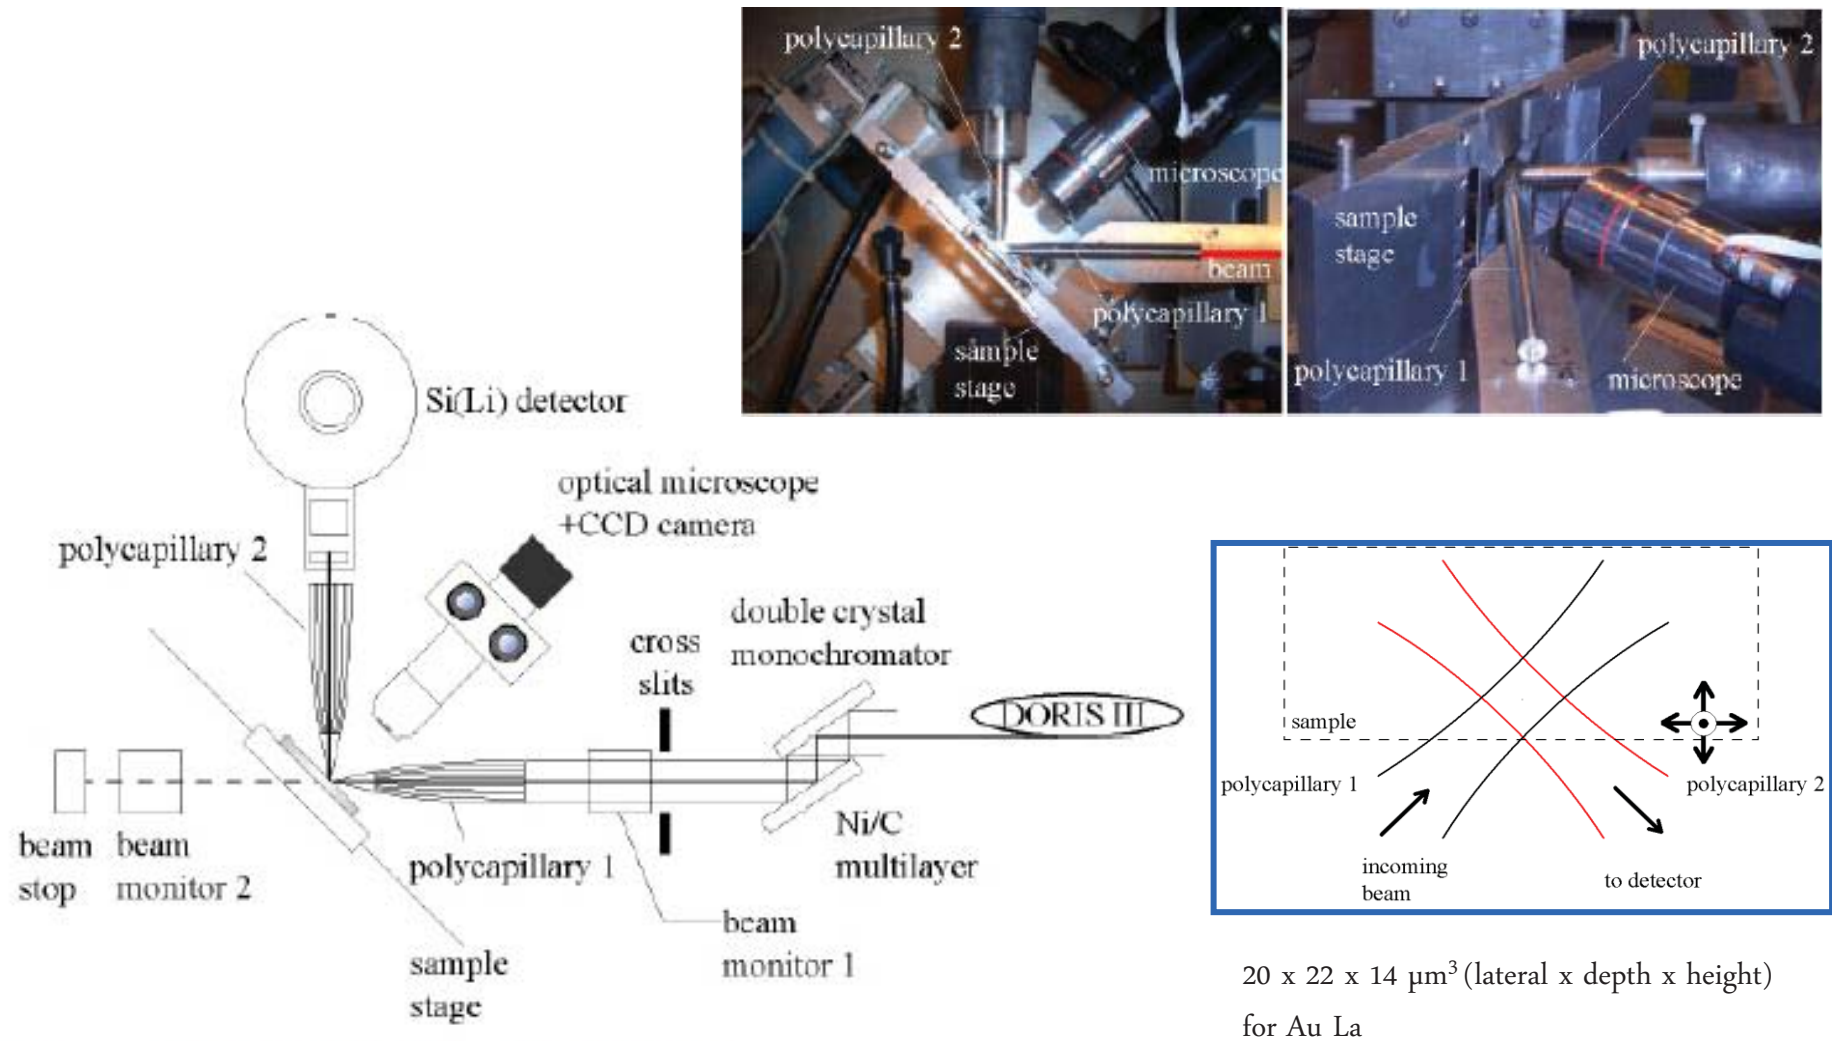 polycapillary 2
microscope
beam
polycapillary 1
sample
stage
polycapillary 2
sample
stage
polycapillary 1
microscope
Si(Li) detector
optical microscope
+CCD camera
polycapillary 2
cross
slits
double crystal
monochromator
DORIS III
beam
stop
beam
monitor 2
polycapillary 1
Ni/C
multilayer
beam
monitor 1
sample
stage
sample
polycapillary 1
polycapillary 2
incoming
beam
to detector
20 x 22 x 14 µm³ (lateral x depth x height)
for Au La